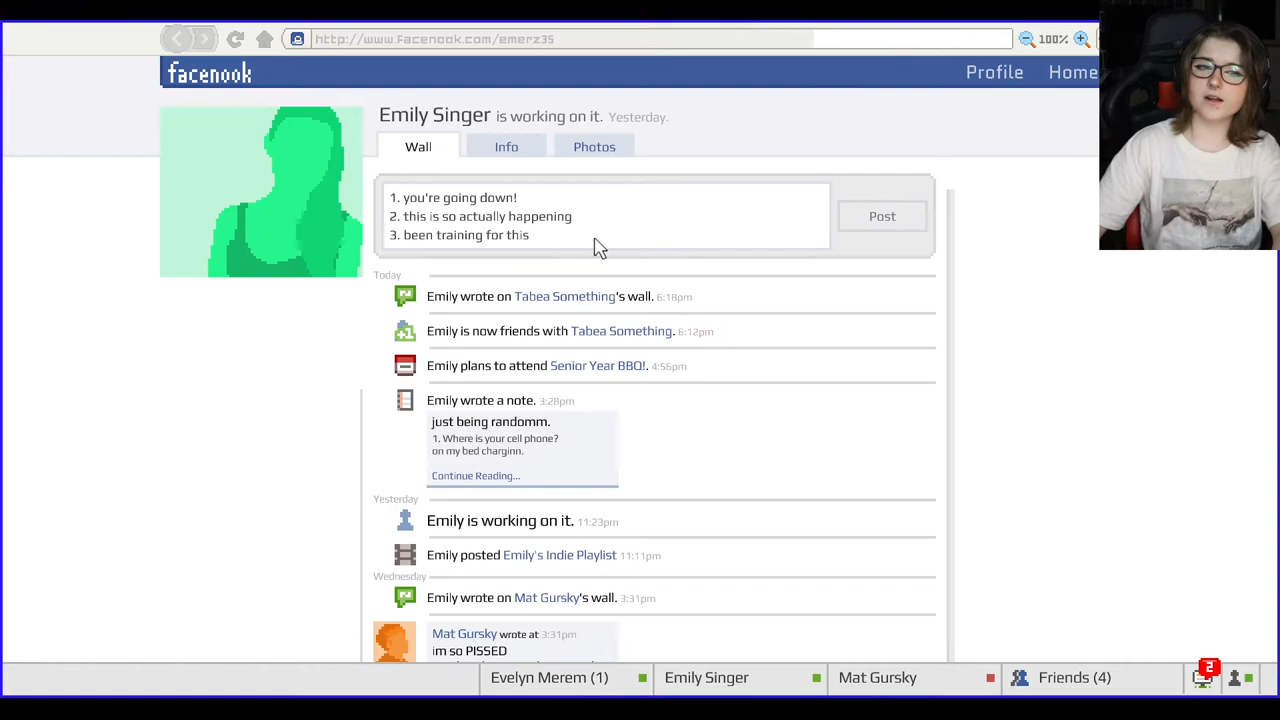 http://www.facenook.com/emerz35
100%
facenook
Profile
Home
Emily Singer is working on it. Yesterday.
Wall
Info
Photos
1. you're going down!
2. this is so actually happening
3. been training for this
Post
Today
Emily wrote on Tabea Something's wall. 6:18pm
Emily is now friends with Tabea Something. 6:12pm
Emily plans to attend Senior Year BBQ!. 4:56pm
Emily wrote a note. 3:28pm
just being randomm.
1. Where is your cell phone?
on my bed charginn.
Continue Reading...
Yesterday
Emily is working on it. 11:23pm
Emily posted Emily's Indie Playlist 11:11pm
Wednesday
Emily wrote on Mat Gursky's wall. 3:31pm
Mat Gursky wrote at 3:31pm
im so PISSED
Evelyn Merem (1)
Emily Singer
Mat Gursky
Friends (4)
2